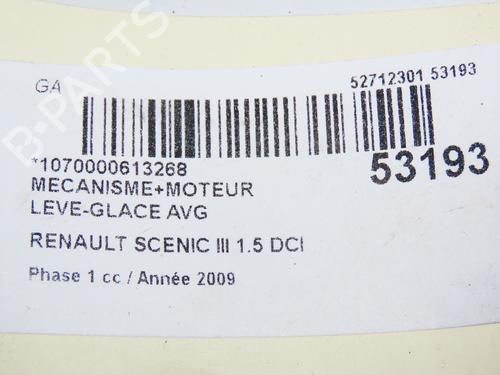 GA
52712301 53193
*1070000613268
53193
MECANISME+MOTEUR
LEVE-GLACE AVG
RENAULT SCENIC III 1.5 DCI
Phase 1 cc / Année 2009
B-PARTS